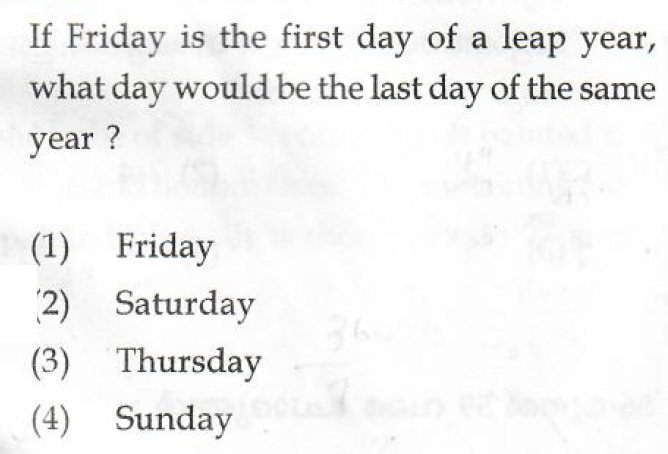 If Friday is the first day of a leap year,
what day would be the last day of the same
year ?
(1) Friday
(2) Saturday
(3) Thursday
(4) Sunday